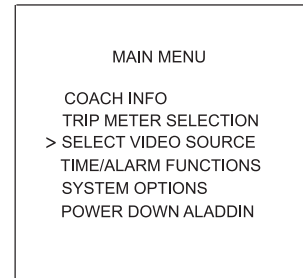 MAIN MENU
COACH INFO
TRIP METER SELECTION
> SELECT VIDEO SOURCE
TIME/ALARM FUNCTIONS
SYSTEM OPTIONS
POWER DOWN ALADDIN